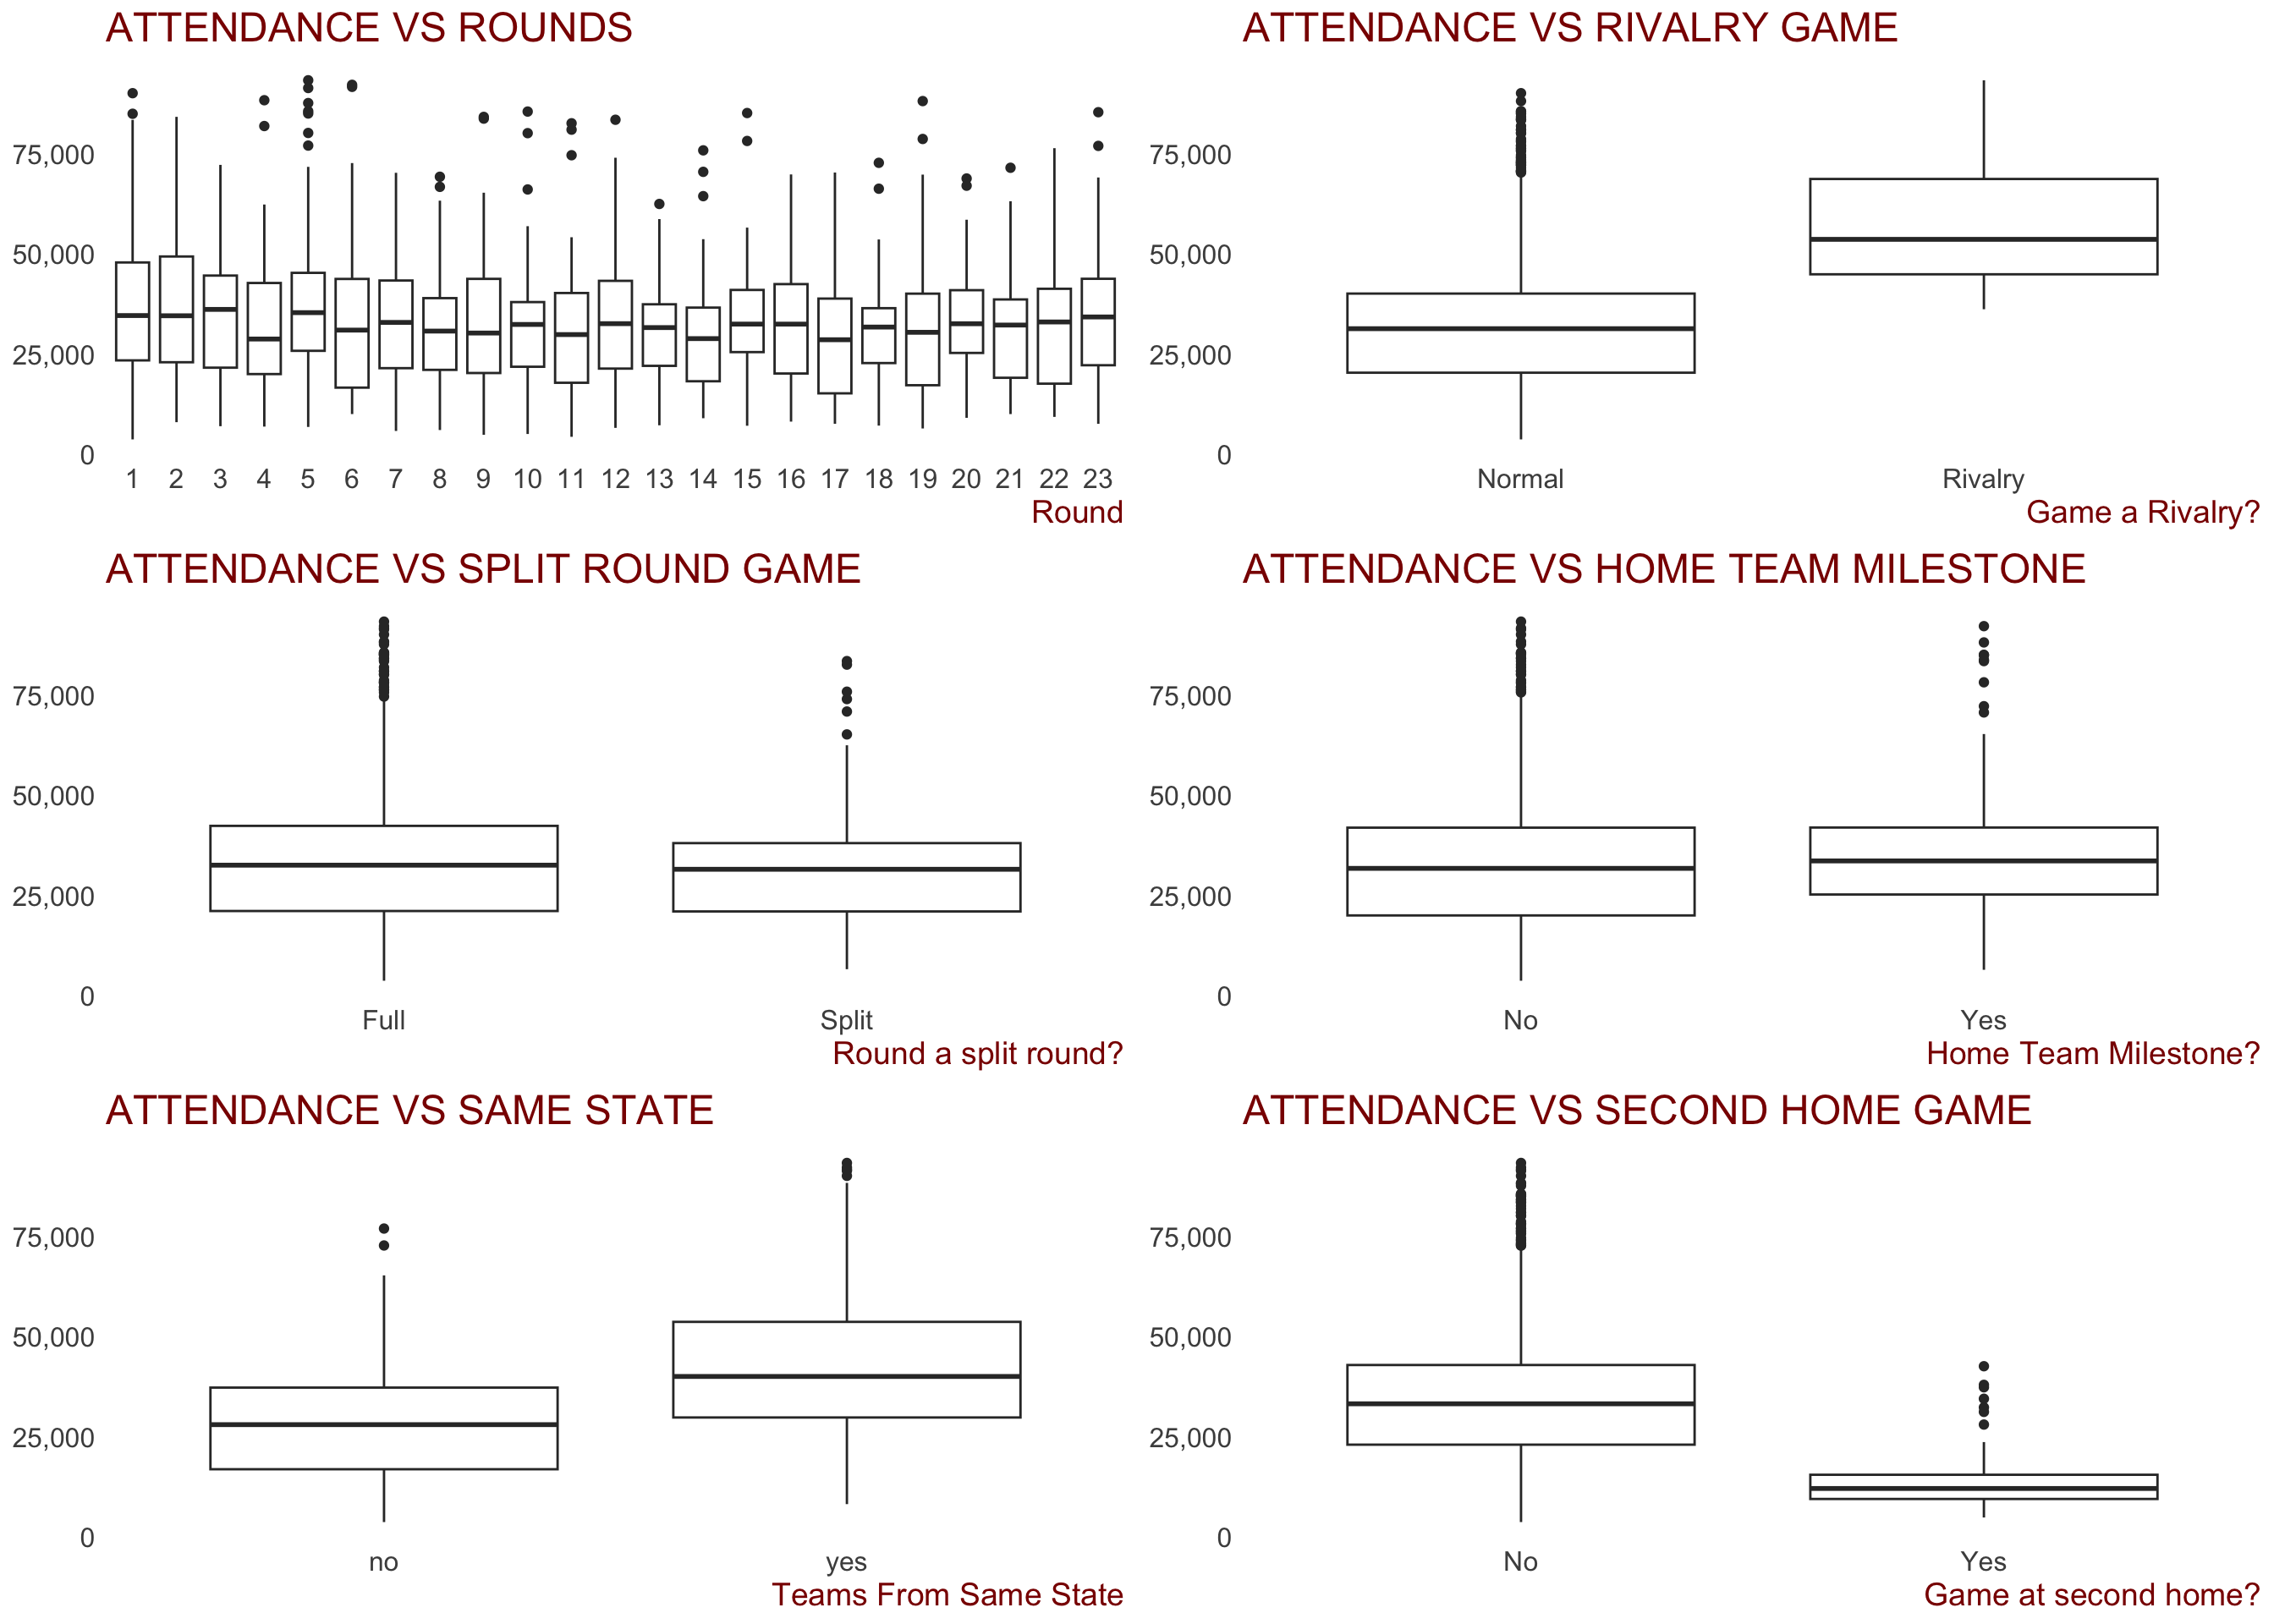 ATTENDANCE VS ROUNDS
75,000
50,000
25,000
0
1 2 3 4 5 6 7 8 9 10 11 12 13 14 15 16 17 18 19 20 21 22 23
Round
ATTENDANCE VS RIVALRY GAME
75,000
50,000
25,000
0
Normal Rivalry
Game a Rivalry?
ATTENDANCE VS SPLIT ROUND GAME
75,000
50,000
25,000
0
Full Split
Round a split round?
ATTENDANCE VS HOME TEAM MILESTONE
75,000
50,000
25,000
0
No Yes
Home Team Milestone?
ATTENDANCE VS SAME STATE
75,000
50,000
25,000
0
no yes
Teams From Same State
ATTENDANCE VS SECOND HOME GAME
75,000
50,000
25,000
0
No Yes
Game at second home?